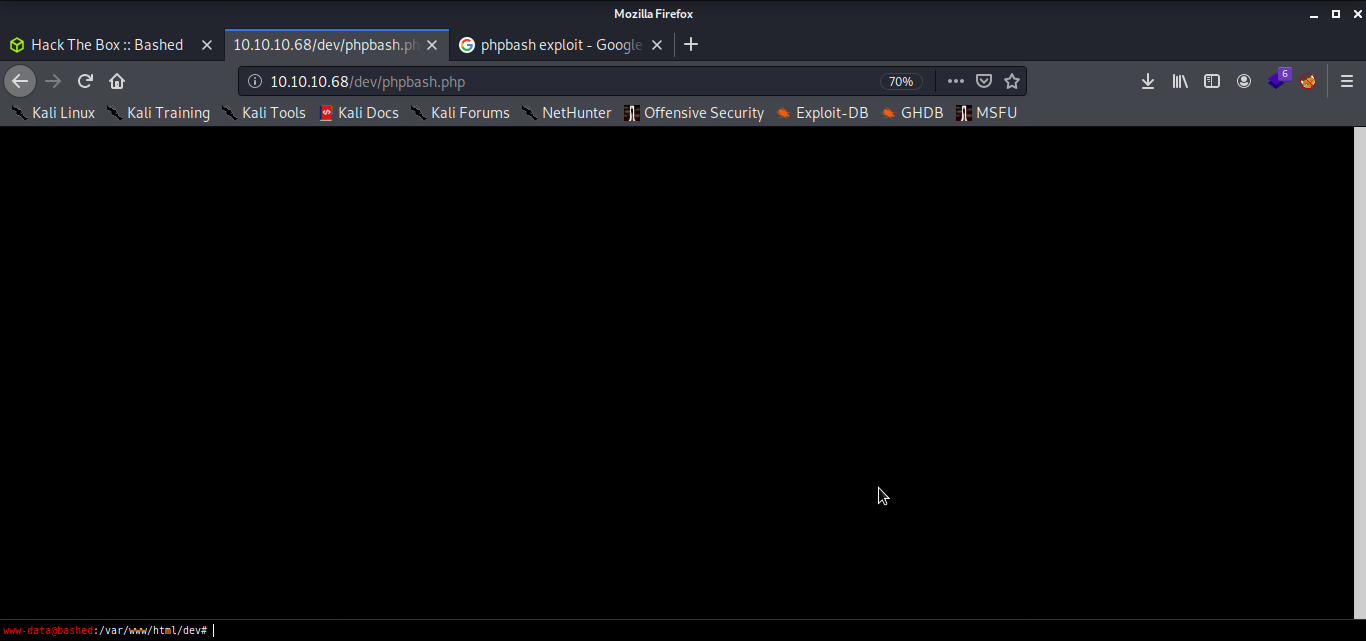 Mozilla Firefox
Hack The Box :: Bashed 10.10.10.68/dev/phpbash.ph phpbash exploit - Google
10.10.10.68/dev/phpbash.php 70% 6
Kali Linux Kali Training Kali Tools Kali Docs Kali Forums NetHunter Offensive Security Exploit-DB GHDB MSFU
www-data@bashed:/var/www/html/dev#